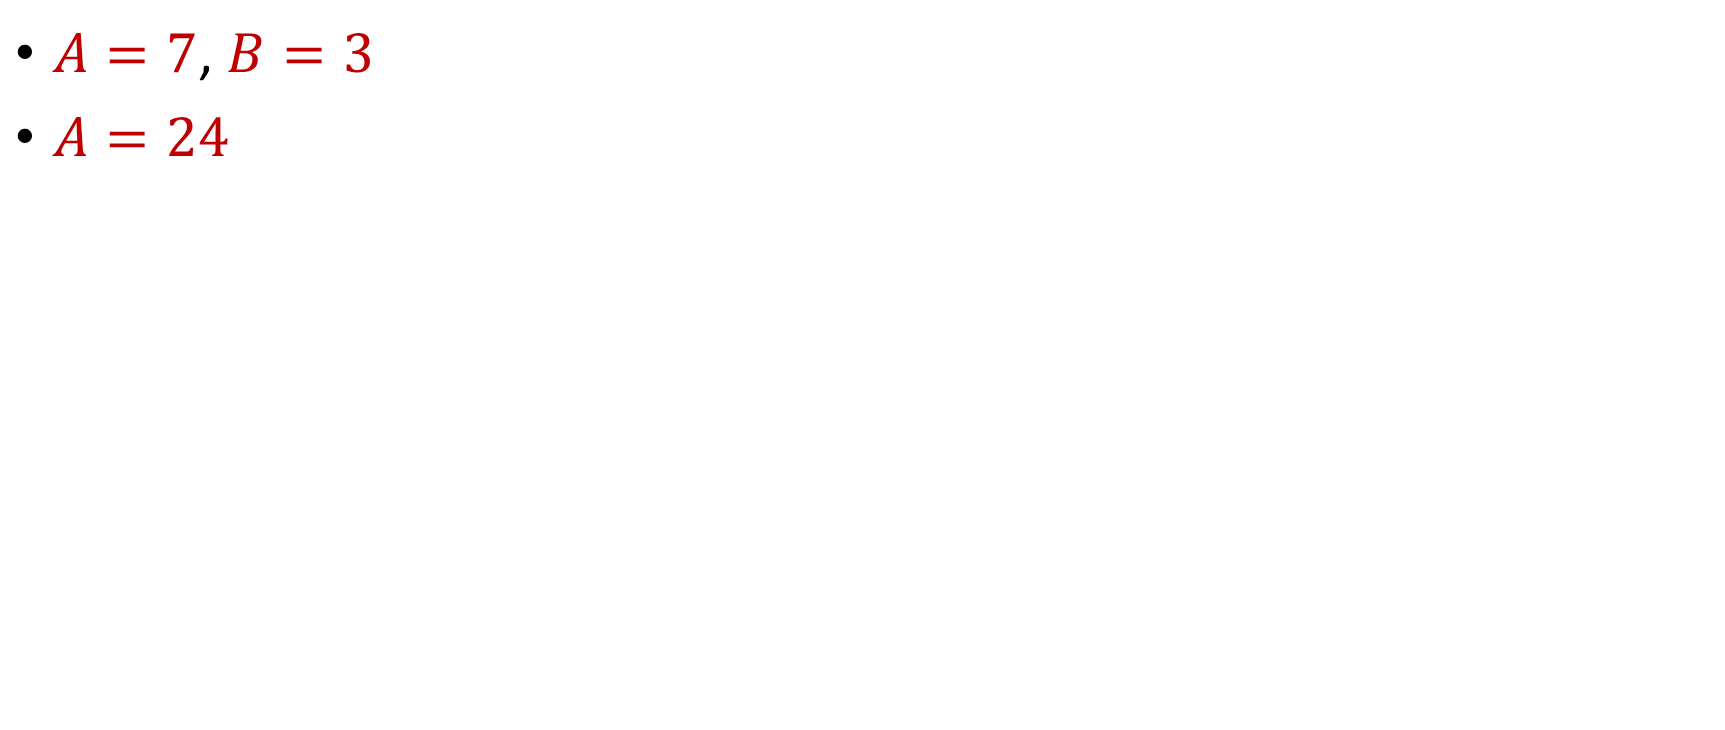 • A = 7, B = 3
• A = 24